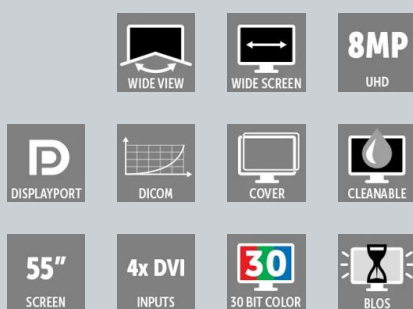 WIDE VIEW
WIDE SCREEN
8MP
UHD
DISPLAYPORT
DICOM
COVER
CLEANABLE
55"
SCREEN
4x DVI
INPUTS
30
30 BIT COLOR
BLOS